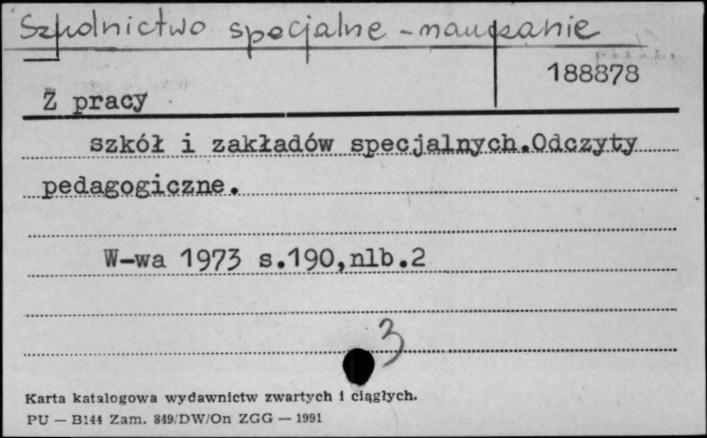 Szkolnictwo specjalne - nauczanie
188878
Z pracy
szkół i zakładów specjalnych.Odczyty
pedagogiczne.
W-wa 1973 s.190,nlb.2
3
Karta katalogowa wydawnictw zwartych i ciągłych.
PU — B144 Zam. 849/DW/On ZGG — 1991